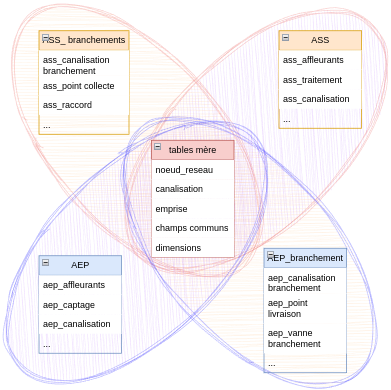 ASS_ branchements
ass_canalisation
branchement
ass_point collecte
ass_raccord
...
ASS
ass_affleurants
ass_traitement
ass_canalisation
...
tables mère
noeud_reseau
canalisation
emprise
champs communs
dimensions
AEP
aep_affleurants
aep_captage
aep_canalisation
...
AEP_branchement
aep_canalisation
branchement
aep_point
livraison
aep_vanne
branchement
...